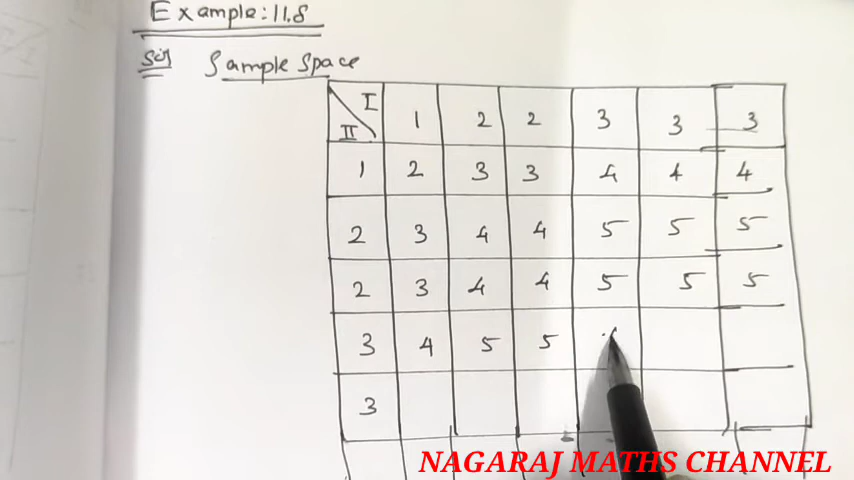 Example: 11.8
Sample Space
I
II
1 2 2 3 3 3
1 2 3 3 4 4 4
2 3 4 4 5 5 5
2 3 4 4 5 5 5
3 4 5 5
3
NAGARAJ MATHS CHANNEL